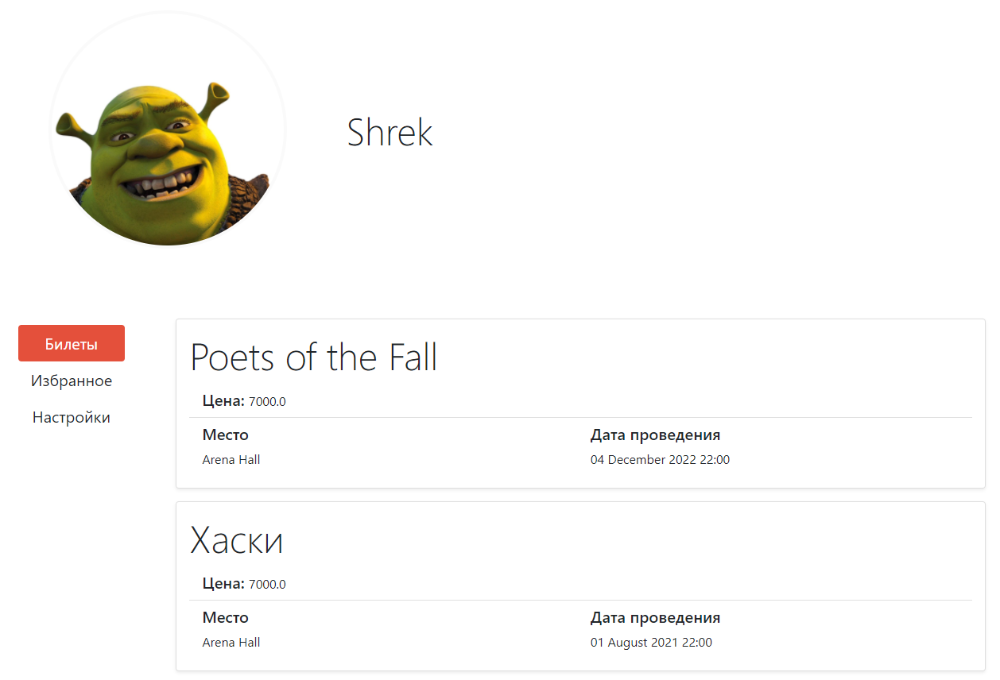 Shrek
Билеты
Избранное
Настройки
Poets of the Fall
Цена: 7000.0
Место Дата проведения
Arena Hall 04 December 2022 22:00
Хаски
Цена: 7000.0
Место Дата проведения
Arena Hall 01 August 2021 22:00